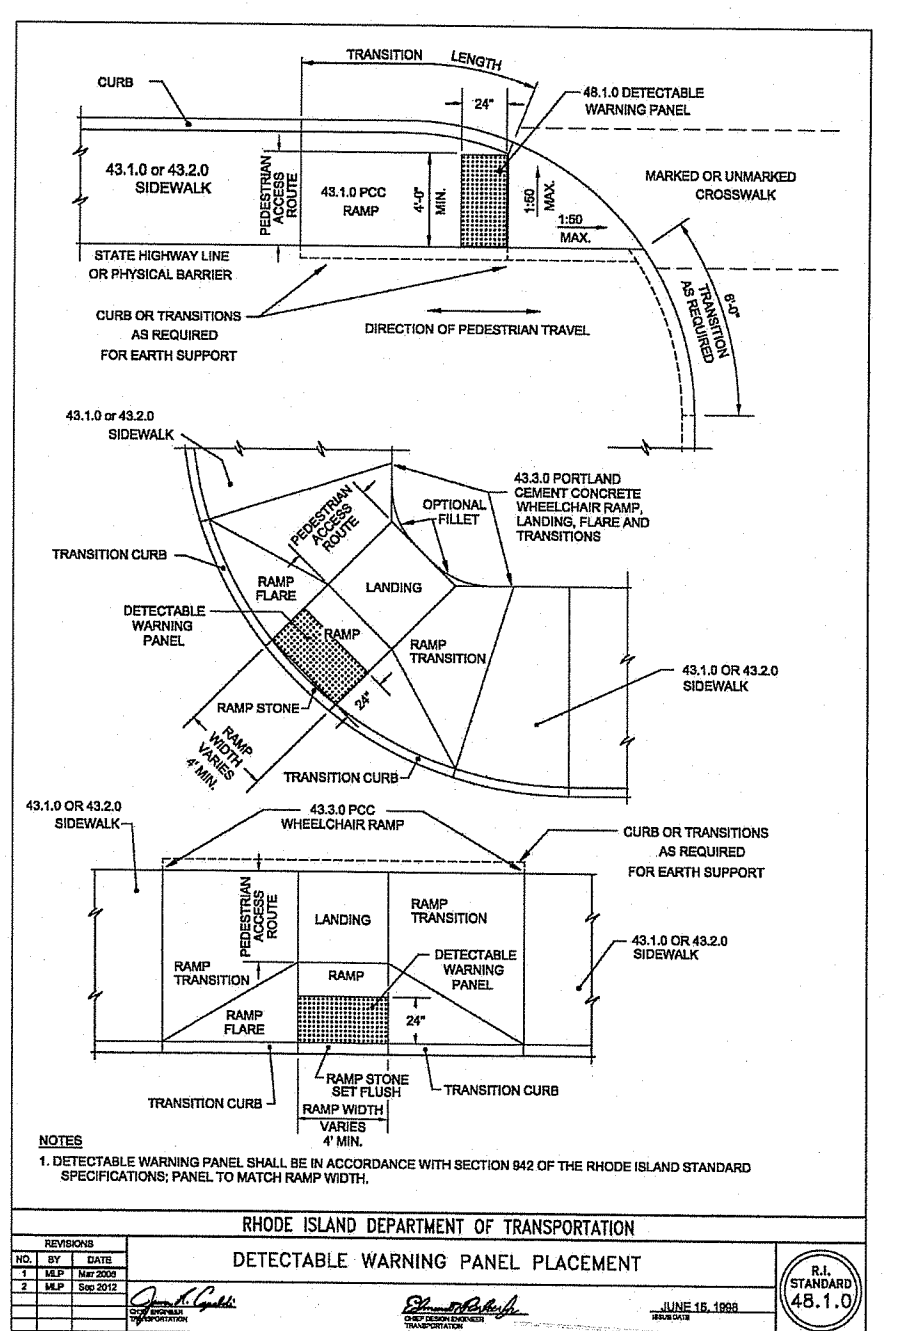 TRANSITION LENGTH
CURB
24"
48.1.0 DETECTABLE
WARNING PANEL
43.1.0 or 43.2.0
SIDEWALK
PEDESTRIAN
ACCESS
ROUTE
43.1.0 PCC
RAMP
4'-0"
MIN.
1:50
MAX.
1:50
MAX.
MARKED OR UNMARKED
CROSSWALK
STATE HIGHWAY LINE
OR PHYSICAL BARRIER
CURB OR TRANSITIONS
AS REQUIRED
FOR EARTH SUPPORT
DIRECTION OF PEDESTRIAN TRAVEL
6'-0"
TRANSITION
AS REQUIRED
43.1.0 or 43.2.0
SIDEWALK
PEDESTRIAN
ACCESS
ROUTE
OPTIONAL
FILLET
43.3.0 PORTLAND
CEMENT CONCRETE
WHEELCHAIR RAMP,
LANDING, FLARE AND
TRANSITIONS
TRANSITION CURB
RAMP
FLARE
LANDING
DETECTABLE
WARNING
PANEL
RAMP
RAMP
TRANSITION
43.1.0 OR 43.2.0
SIDEWALK
RAMP STONE
24"
RAMP
WIDTH
VARIES
4' MIN.
TRANSITION CURB
43.1.0 OR 43.2.0
SIDEWALK
43.3.0 PCC
WHEELCHAIR RAMP
CURB OR TRANSITIONS
AS REQUIRED
FOR EARTH SUPPORT
PEDESTRIAN
ACCESS
ROUTE
LANDING
RAMP
TRANSITION
43.1.0 OR 43.2.0
SIDEWALK
RAMP
TRANSITION
RAMP
DETECTABLE
WARNING
PANEL
RAMP
FLARE
24"
RAMP STONE
SET FLUSH
TRANSITION CURB
TRANSITION CURB
RAMP WIDTH
VARIES
4' MIN.
NOTES
1. DETECTABLE WARNING PANEL SHALL BE IN ACCORDANCE WITH SECTION 942 OF THE RHODE ISLAND STANDARD
SPECIFICATIONS; PANEL TO MATCH RAMP WIDTH.
RHODE ISLAND DEPARTMENT OF TRANSPORTATION
REVISIONS
NO. BY DATE
1 MLP Mar 2008
2 MLP Sep 2012
DETECTABLE WARNING PANEL PLACEMENT
CHIEF ENGINEER
TRANSPORTATION
CHIEF DESIGN ENGINEER
TRANSPORTATION
JUNE 15, 1998
ISSUE DATE
R.I.
STANDARD
48.1.0